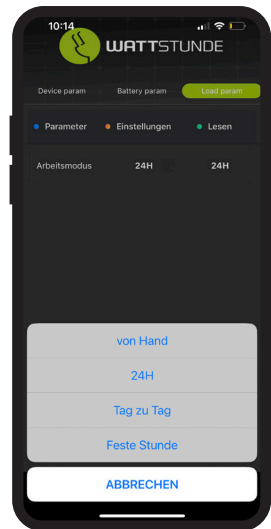 10:14
WATTSTUNDE
Device param Battery param Load param
Parameter Einstellungen Lesen
Arbeitsmodus 24H 24H
von Hand
24H
Tag zu Tag
Feste Stunde
ABBRECHEN